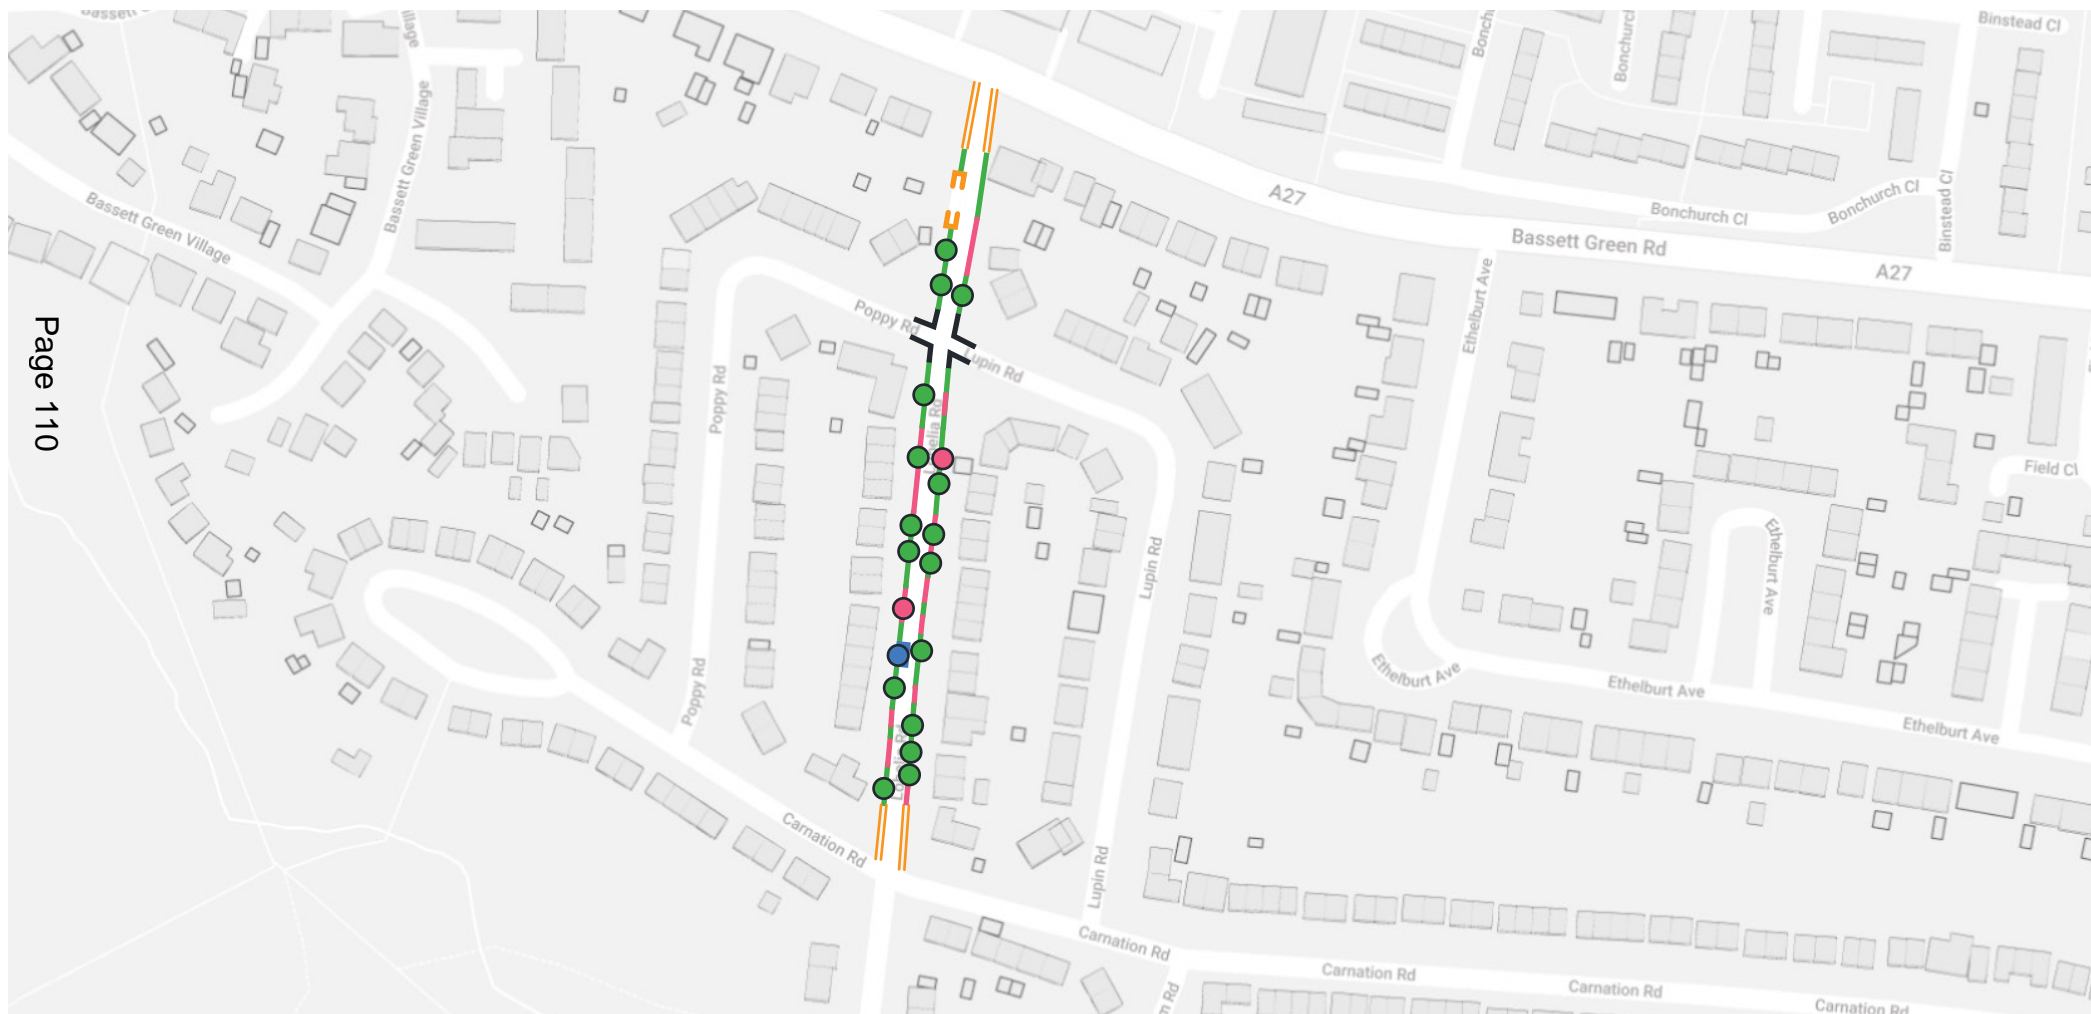 Binstead Cl
Bassett Green Village
Bonchurch Cl
Bonchurch Cl
Binstead Cl
A27
Bassett Green Rd
A27
Bassett Green Village
Ethelburt Ave
Poppy Rd
Lupin Rd
Poppy Rd
Page 110
Field Cl
Ethelburt Ave
Lupin Rd
Poppy Rd
Ethelburt Ave
Ethelburt Ave
Ethelburt Ave
Carnation Rd
Lupin Rd
Carnation Rd
Carnation Rd
Carnation Rd
Carnation Rd